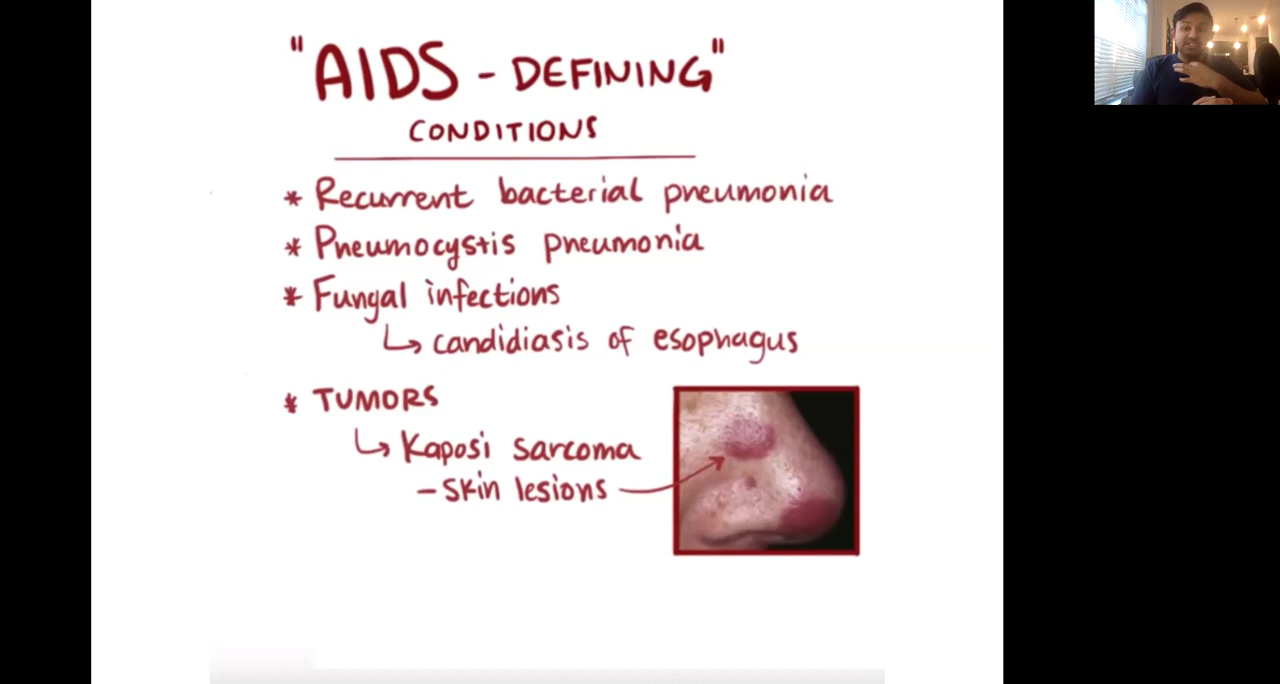 "AIDS - DEFINING"
CONDITIONS
* Recurrent bacterial pneumonia
* Pneumocystis pneumonia
* Fungal infections
↳ candidiasis of esophagus
* TUMORS
↳ Kaposi sarcoma
- skin lesions